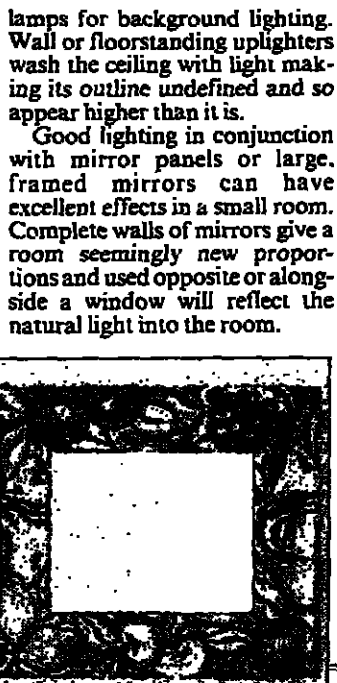 lamps for background lighting.
Wall or floorstanding uplighters
wash the ceiling with light mak-
ing its outline undefined and so
appear higher than it is.
Good lighting in conjunction
with mirror panels or large,
framed mirrors can have
excellent effects in a small room.
Complete walls of mirrors give a
room seemingly new propor-
tions and used opposite or along-
side a window will reflect the
natural light into the room.